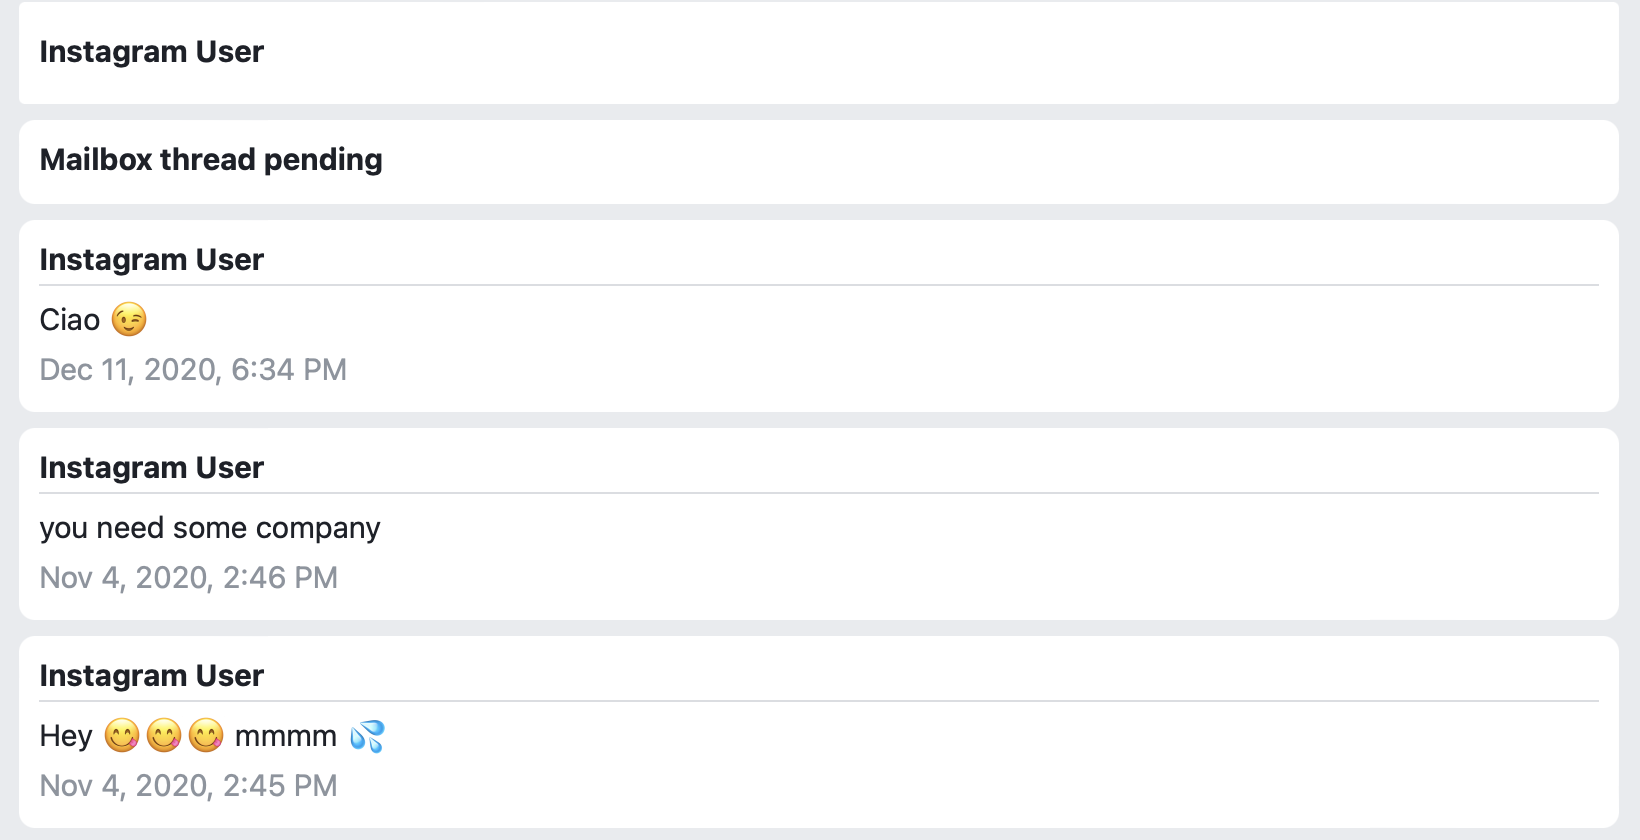 Instagram User
Mailbox thread pending
Instagram User
Ciao 😉
Dec 11, 2020, 6:34 PM
Instagram User
you need some company
Nov 4, 2020, 2:46 PM
Instagram User
Hey 😋😋😋 mmmm 💦
Nov 4, 2020, 2:45 PM